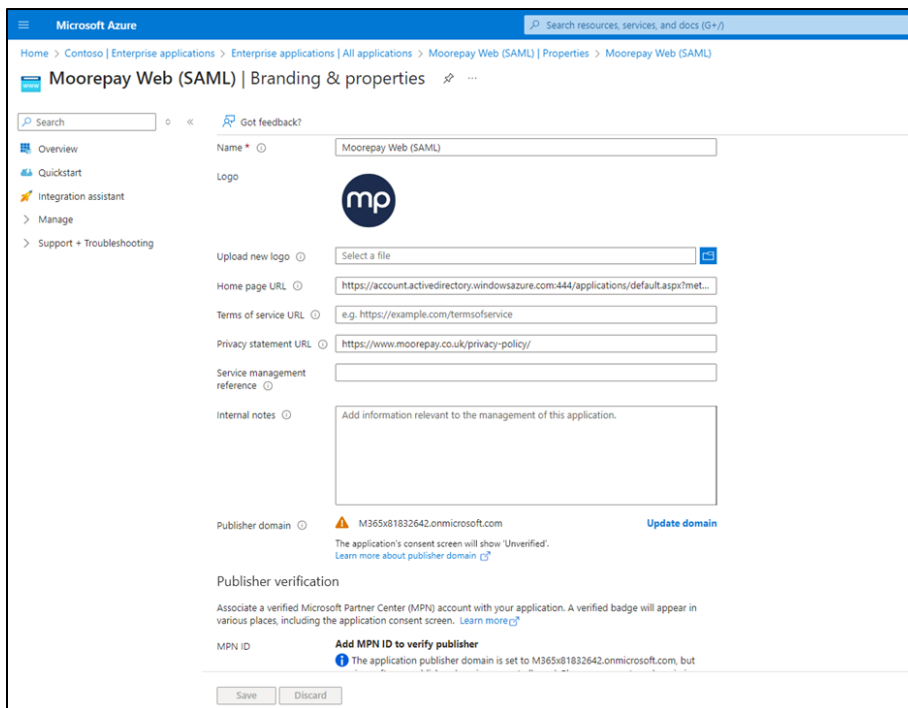 Microsoft Azure
Search resources, services, and docs (G+/)
Home > Contoso | Enterprise applications > Enterprise applications | All applications > Moorepay Web (SAML) | Properties > Moorepay Web (SAML)
www
Moorepay Web (SAML) | Branding & properties
Search
Got feedback?
Overview
Quickstart
Integration assistant
Manage
Support + Troubleshooting
Name *
Moorepay Web (SAML)
Logo
mp
Upload new logo
Select a file
Home page URL
https://account.activedirectory.windowsazure.com:444/applications/default.aspx?met...
Terms of service URL
e.g. https://example.com/termsofservice
Privacy statement URL
https://www.moorepay.co.uk/privacy-policy/
Service management
reference
Internal notes
Add information relevant to the management of this application.
Publisher domain
M365x81832642.onmicrosoft.com
Update domain
The application's consent screen will show 'Unverified'.
Learn more about publisher domain
Publisher verification
Associate a verified Microsoft Partner Center (MPN) account with your application. A verified badge will appear in
various places, including the application consent screen. Learn more
MPN ID
Add MPN ID to verify publisher
The application publisher domain is set to M365x81832642.onmicrosoft.com, but
Save
Discard